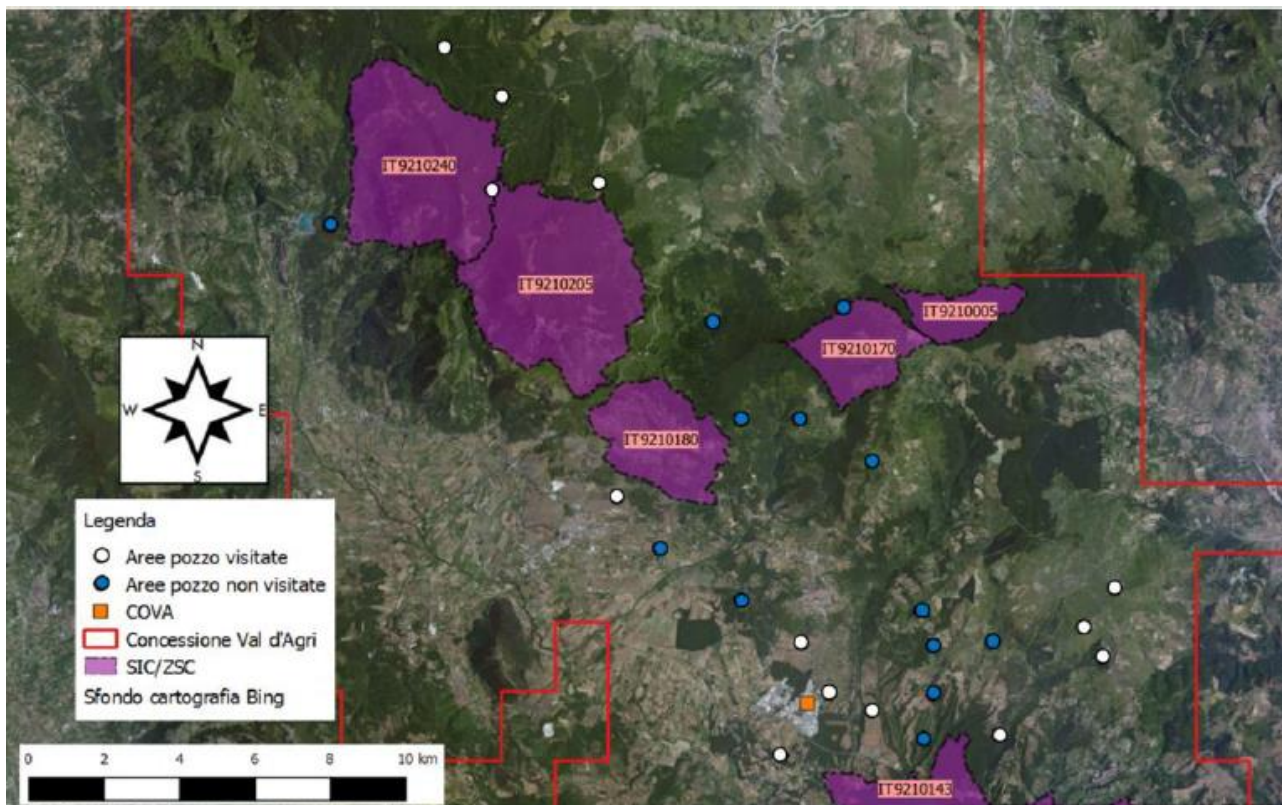 IT9210240
IT9210205
IT9210005
IT9210170
IT9210180
N
W
E
S
Legenda
Aree pozzo visitate
Aree pozzo non visitate
COVA
Concessione Val d'Agri
SIC/ZSC
Sfondo cartografia Bing
0 2 4 6 8 10 km
IT9210143